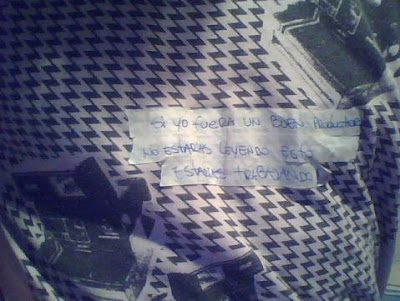 SI YO FUERA UN BUEN Productor
NO ESTARIAS LEYENDO ESTO
ESTARIAS TRABAJANDO